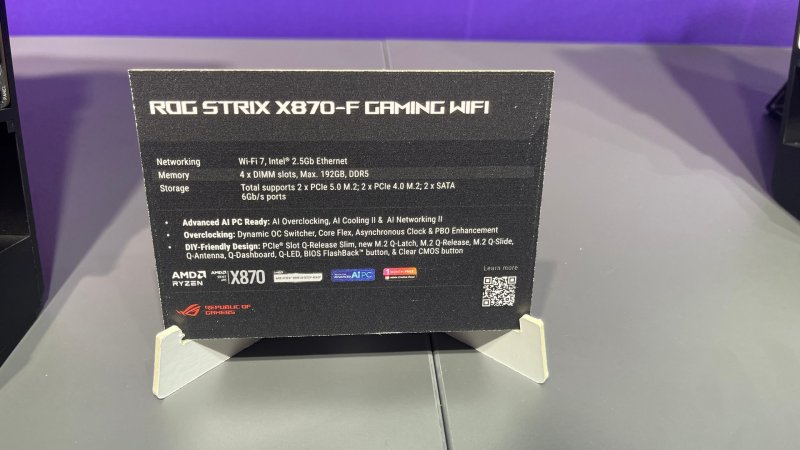 ROG STRIX X870-F GAMING WIFI
Networking Wi-Fi 7, Intel® 2.5Gb Ethernet
Memory 4 x DIMM slots, Max. 192GB, DDR5
Storage Total supports 2 x PCIe 5.0 M.2; 2 x PCIe 4.0 M.2; 2 x SATA
6Gb/s ports
• Advanced AI PC Ready: AI Overclocking, AI Cooling II & AI Networking II
• Overclocking: Dynamic OC Switcher, Core Flex, Asynchronous Clock & PBO Enhancement
• DIY-Friendly Design: PCIe® Slot Q-Release Slim, new M.2 Q-Latch, M.2 Q-Release, M.2 Q-Slide,
Q-Antenna, Q-Dashboard, Q-LED, BIOS FlashBack™ button, & Clear CMOS button
Learn more
AMD RYZEN
AMD X870
Advanced AI PC
REPUBLIC OF
GAMERS